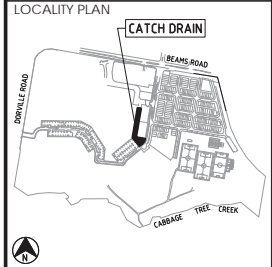 LOCALITY PLAN
CATCH DRAIN
BEAMS ROAD
DORVILLE ROAD
CABBAGE TREE CREEK
N